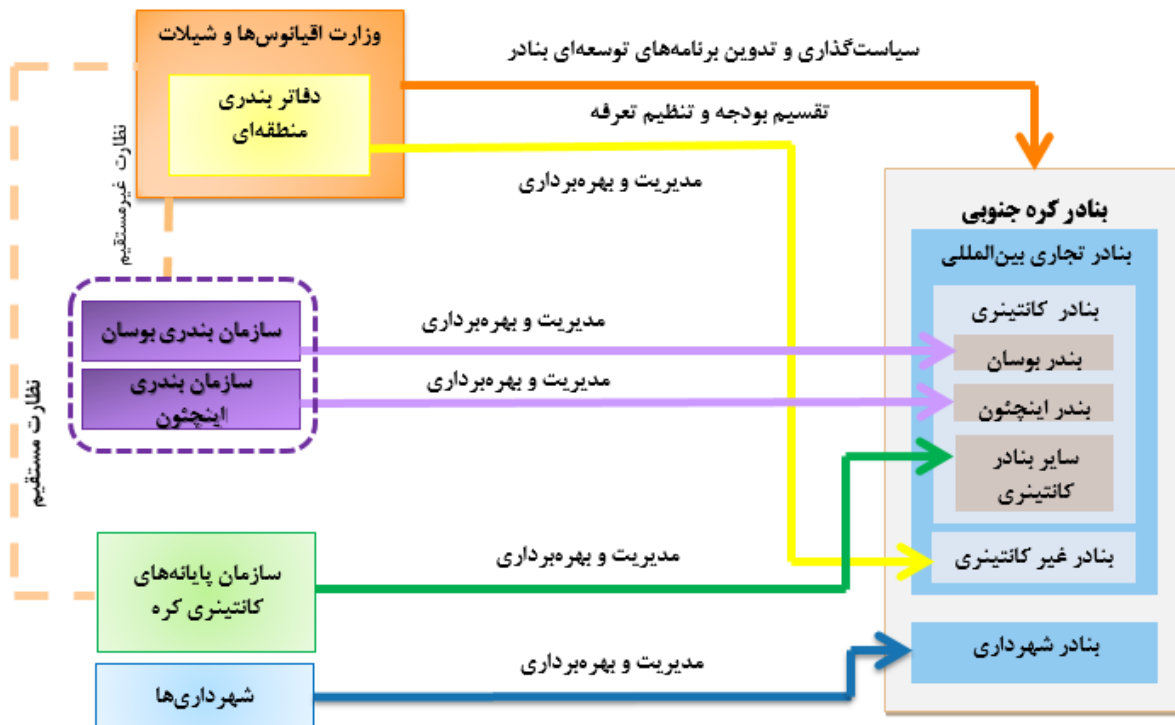 وزارت اقیانوس‌ها و شیلات
دفاتر بندری
منطقه‌ای
سیاست‌گذاری و تدوین برنامه‌های توسعه‌ای بنادر
تقسیم بودجه و تنظیم تعرفه
مدیریت و بهره‌برداری
نظارت غیرمستقیم
نظارت مستقیم
بنادر کره جنوبی
بنادر تجاری بین‌المللی
بنادر کانتینری
بندر بوسان
بندر اینچئون
سایر بنادر
کانتینری
بنادر غیر کانتینری
بنادر شهرداری
سازمان بندری بوسان
مدیریت و بهره‌برداری
سازمان بندری
اینچئون
مدیریت و بهره‌برداری
سازمان پایانه‌های
کانتینری کره
مدیریت و بهره‌برداری
شهرداری‌ها
مدیریت و بهره‌برداری